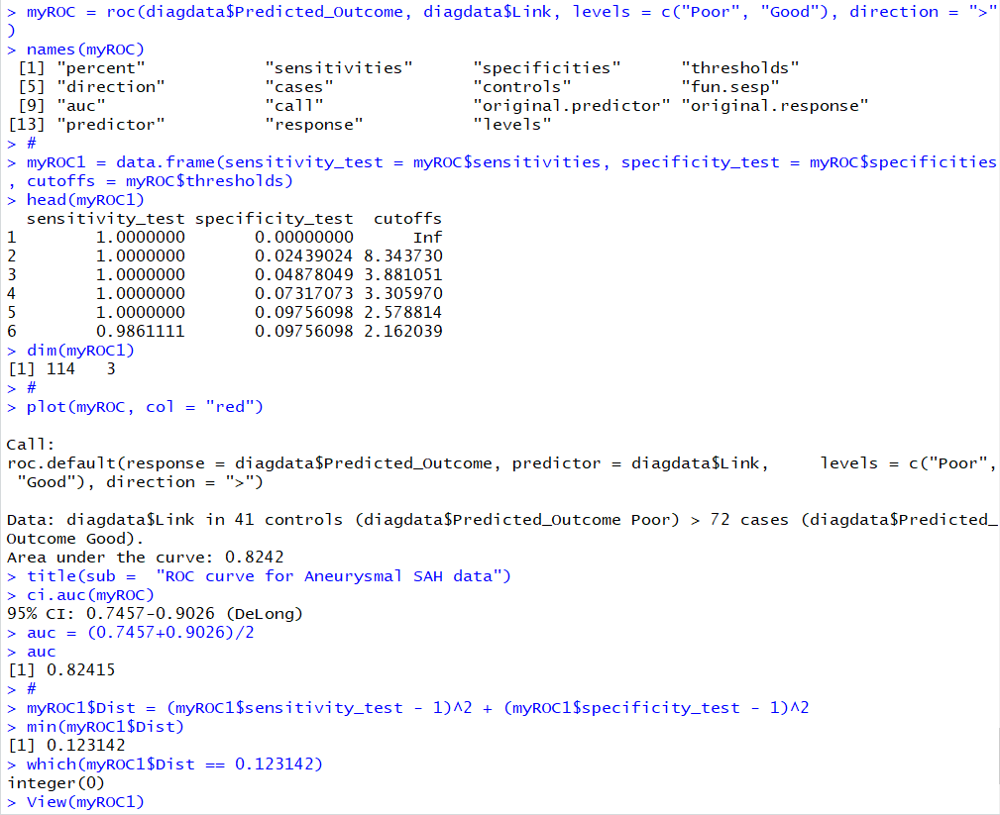 > myROC = roc(diagdata$Predicted_Outcome, diagdata$Link, levels = c("Poor", "Good"), direction = ">"
)
> names(myROC)
 [1] "percent"            "sensitivities"      "specificities"      "thresholds"
 [5] "direction"          "cases"              "controls"           "fun.sesp"
 [9] "auc"                "call"               "original.predictor" "original.response"
[13] "predictor"          "response"           "levels"
> #
> myROC1 = data.frame(sensitivity_test = myROC$sensitivities, specificity_test = myROC$specificities
, cutoffs = myROC$thresholds)
> head(myROC1)
  sensitivity_test specificity_test  cutoffs
1        1.0000000       0.00000000      Inf
2        1.0000000       0.02439024 8.343730
3        1.0000000       0.04878049 3.881051
4        1.0000000       0.07317073 3.305970
5        1.0000000       0.09756098 2.578814
6        0.9861111       0.09756098 2.162039
> dim(myROC1)
[1] 114   3
> #
> plot(myROC, col = "red")
Call:
roc.default(response = diagdata$Predicted_Outcome, predictor = diagdata$Link,     levels = c("Poor",
 "Good"), direction = ">")
Data: diagdata$Link in 41 controls (diagdata$Predicted_Outcome Poor) > 72 cases (diagdata$Predicted_
Outcome Good).
Area under the curve: 0.8242
> title(sub =  "ROC curve for Aneurysmal SAH data")
> ci.auc(myROC)
95% CI: 0.7457-0.9026 (DeLong)
> auc = (0.7457+0.9026)/2
> auc
[1] 0.82415
> #
> myROC1$Dist = (myROC1$sensitivity_test - 1)^2 + (myROC1$specificity_test - 1)^2
> min(myROC1$Dist)
[1] 0.123142
> which(myROC1$Dist == 0.123142)
integer(0)
> View(myROC1)